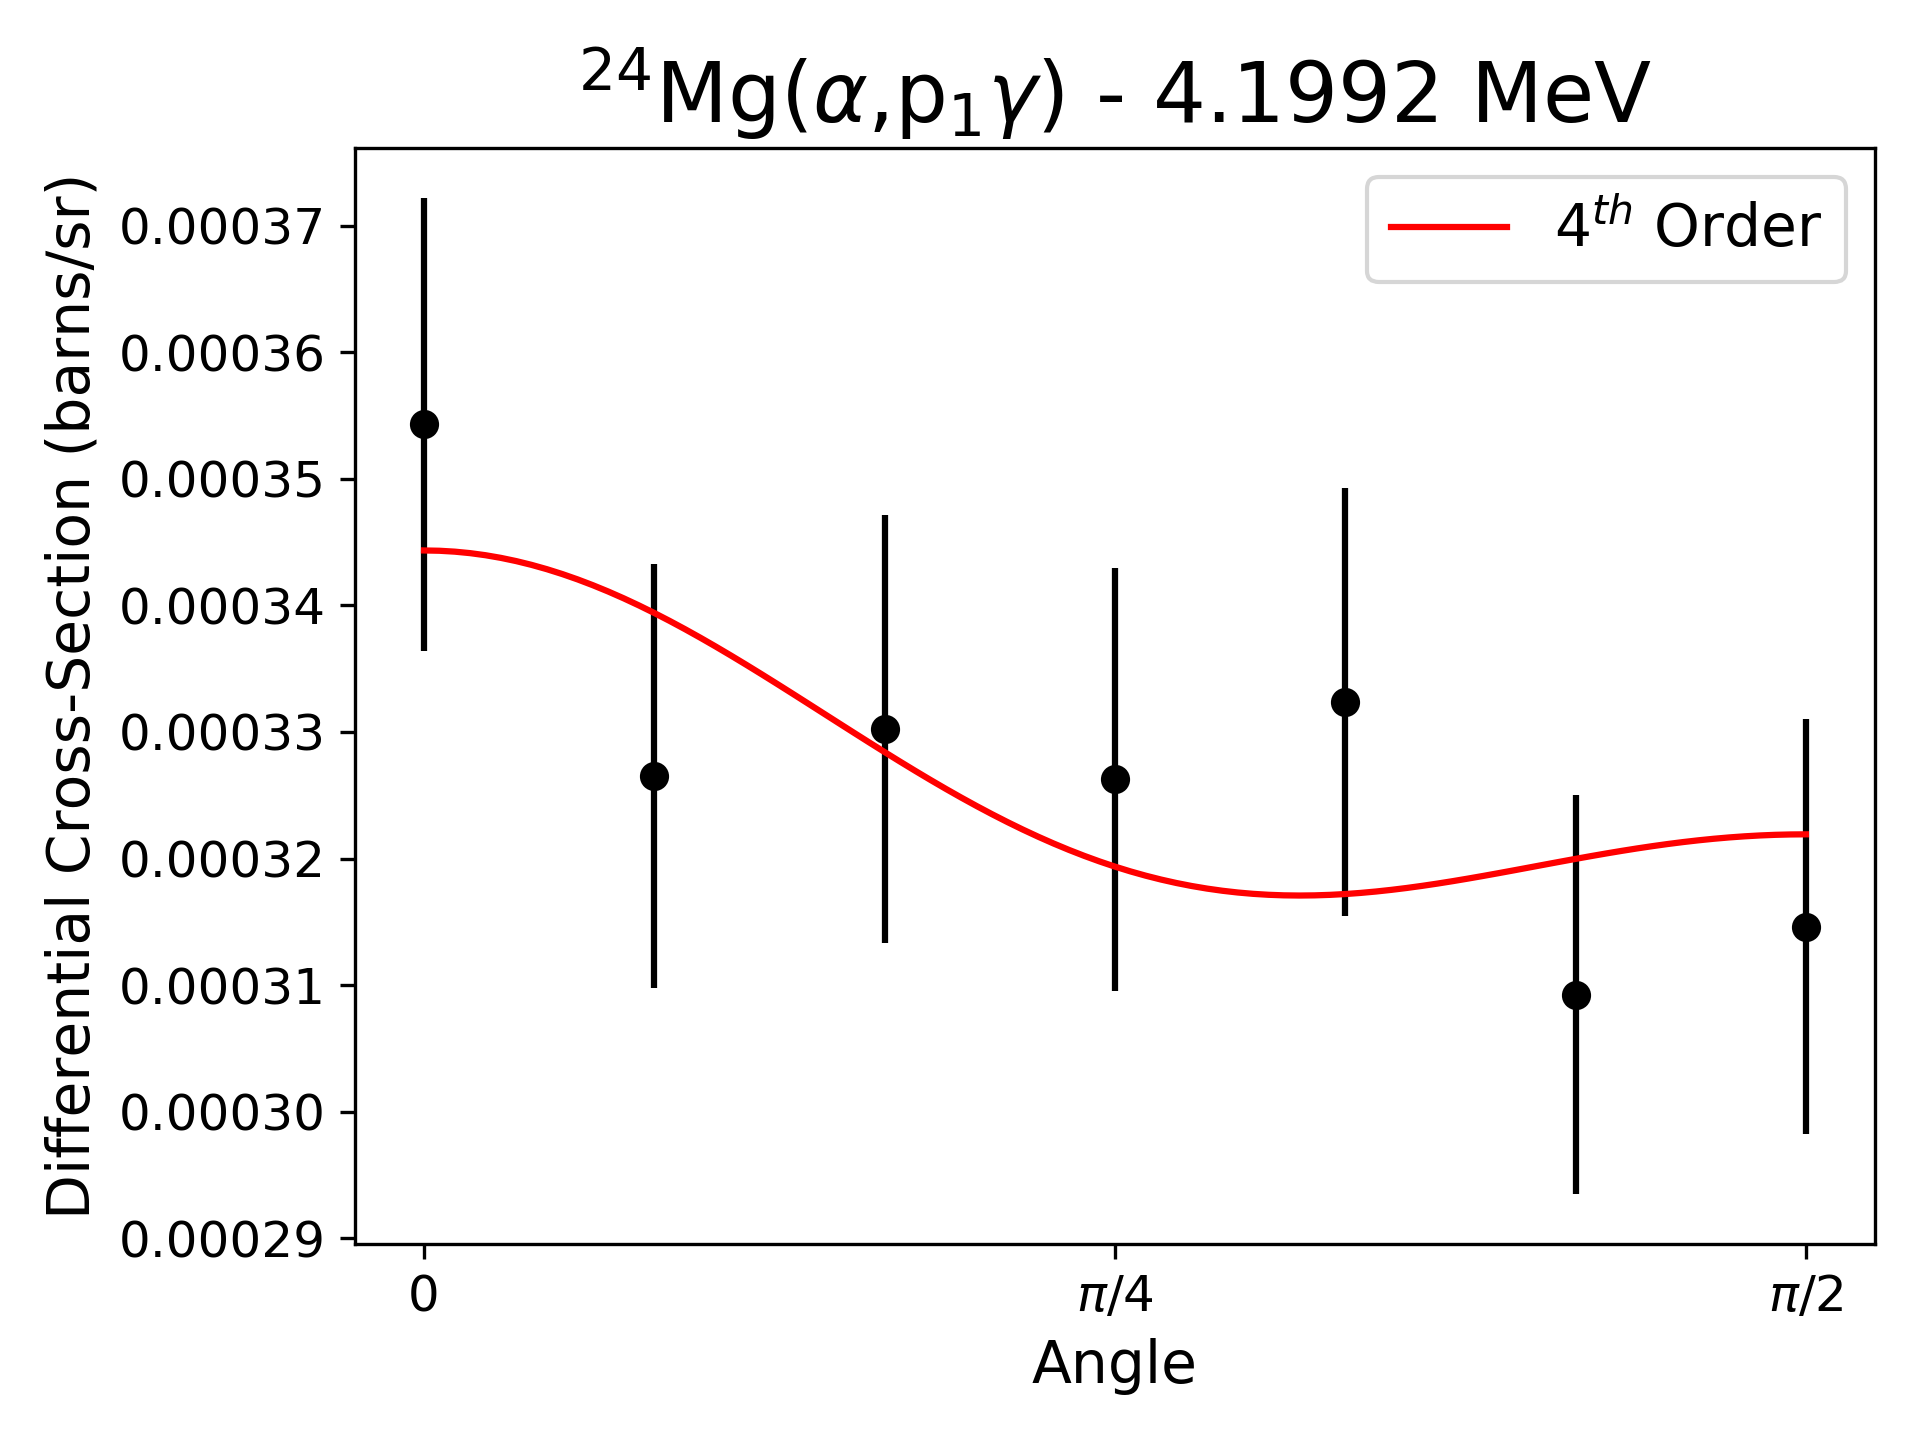 ²⁴Mg(α,p₁γ) - 4.1992 MeV
4ᵗʰ Order
Differential Cross-Section (barns/sr)
0.00037
0.00036
0.00035
0.00034
0.00033
0.00032
0.00031
0.00030
0.00029
0 π/4 π/2
Angle